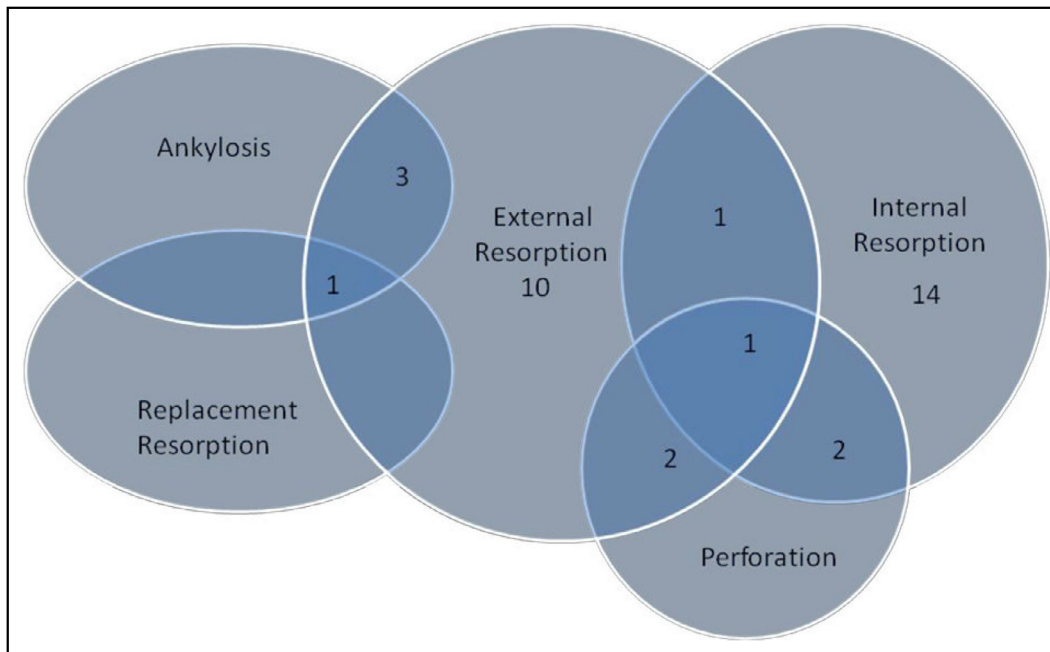 Ankylosis
3
1
Replacement
Resorption
External
Resorption
10
1
1
2
2
Internal
Resorption
14
Perforation